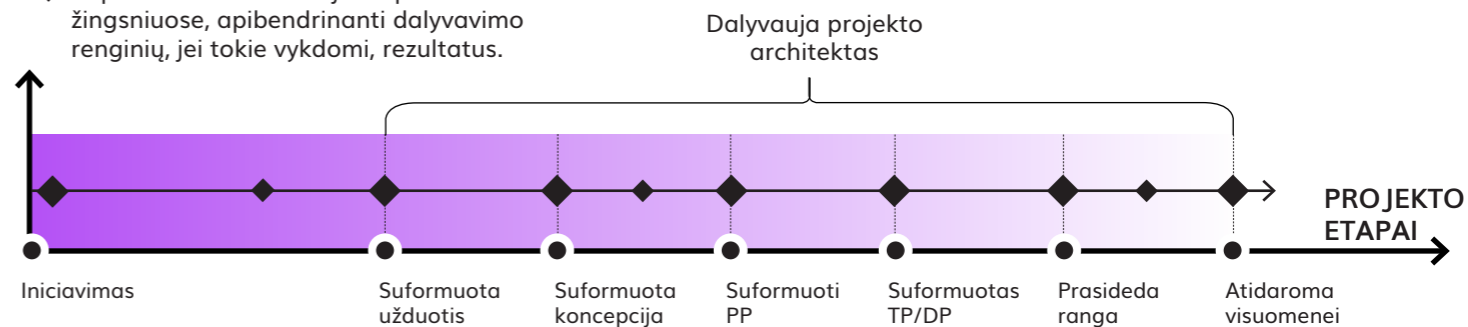 žingsniuose, apibendrinanti dalyvavimo
renginių, jei tokie vykdomi, rezultatus.
Dalyvauja projekto
architektas
PROJEKTO
ETAPAI
Iniciavimas
Suformuota
užduotis
Suformuota
koncepcija
Suformuoti
PP
Suformuotas
TP/DP
Prasideda
ranga
Atidaroma
visuomenei